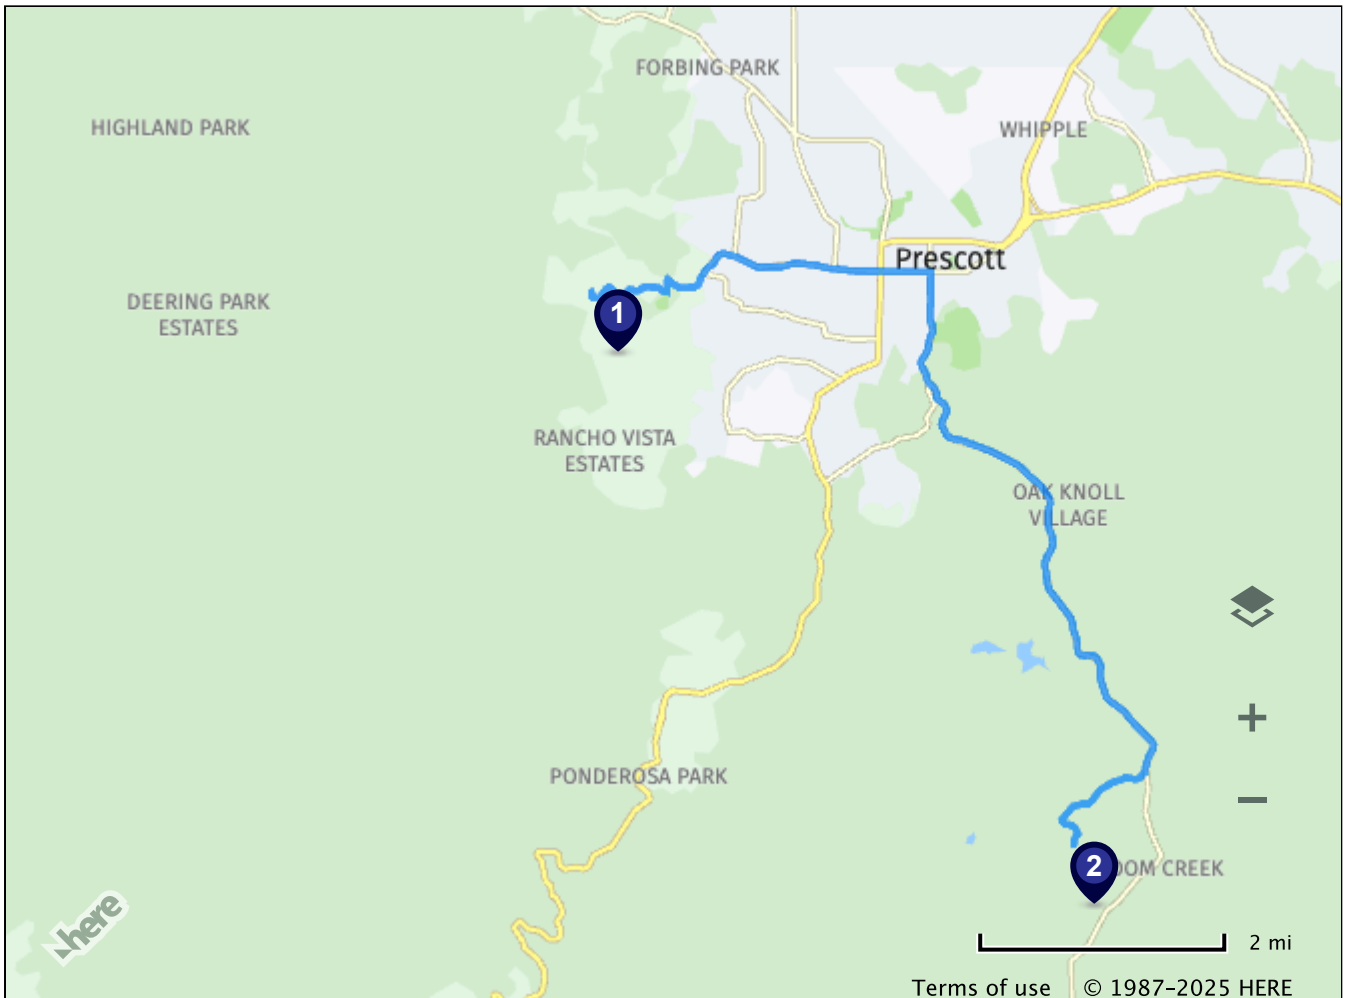 FORBING PARK
HIGHLAND PARK
WHIPPLE
Prescott
DEERING PARK
ESTATES
1
RANCHO VISTA
ESTATES
OAK KNOLL
VILLAGE
PONDEROSA PARK
2
OOM CREEK
here
2 mi
Terms of use © 1987–2025 HERE